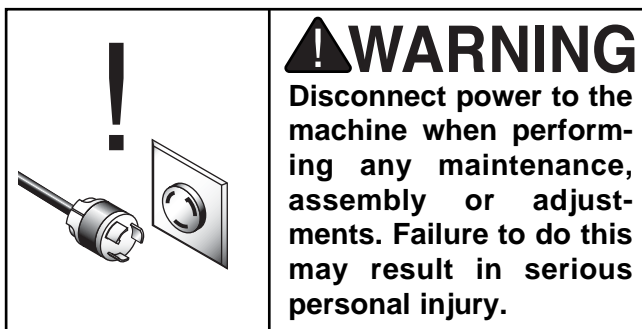 !
! WARNING
Disconnect power to the
machine when perform-
ing any maintenance,
assembly or adjust-
ments. Failure to do this
may result in serious
personal injury.